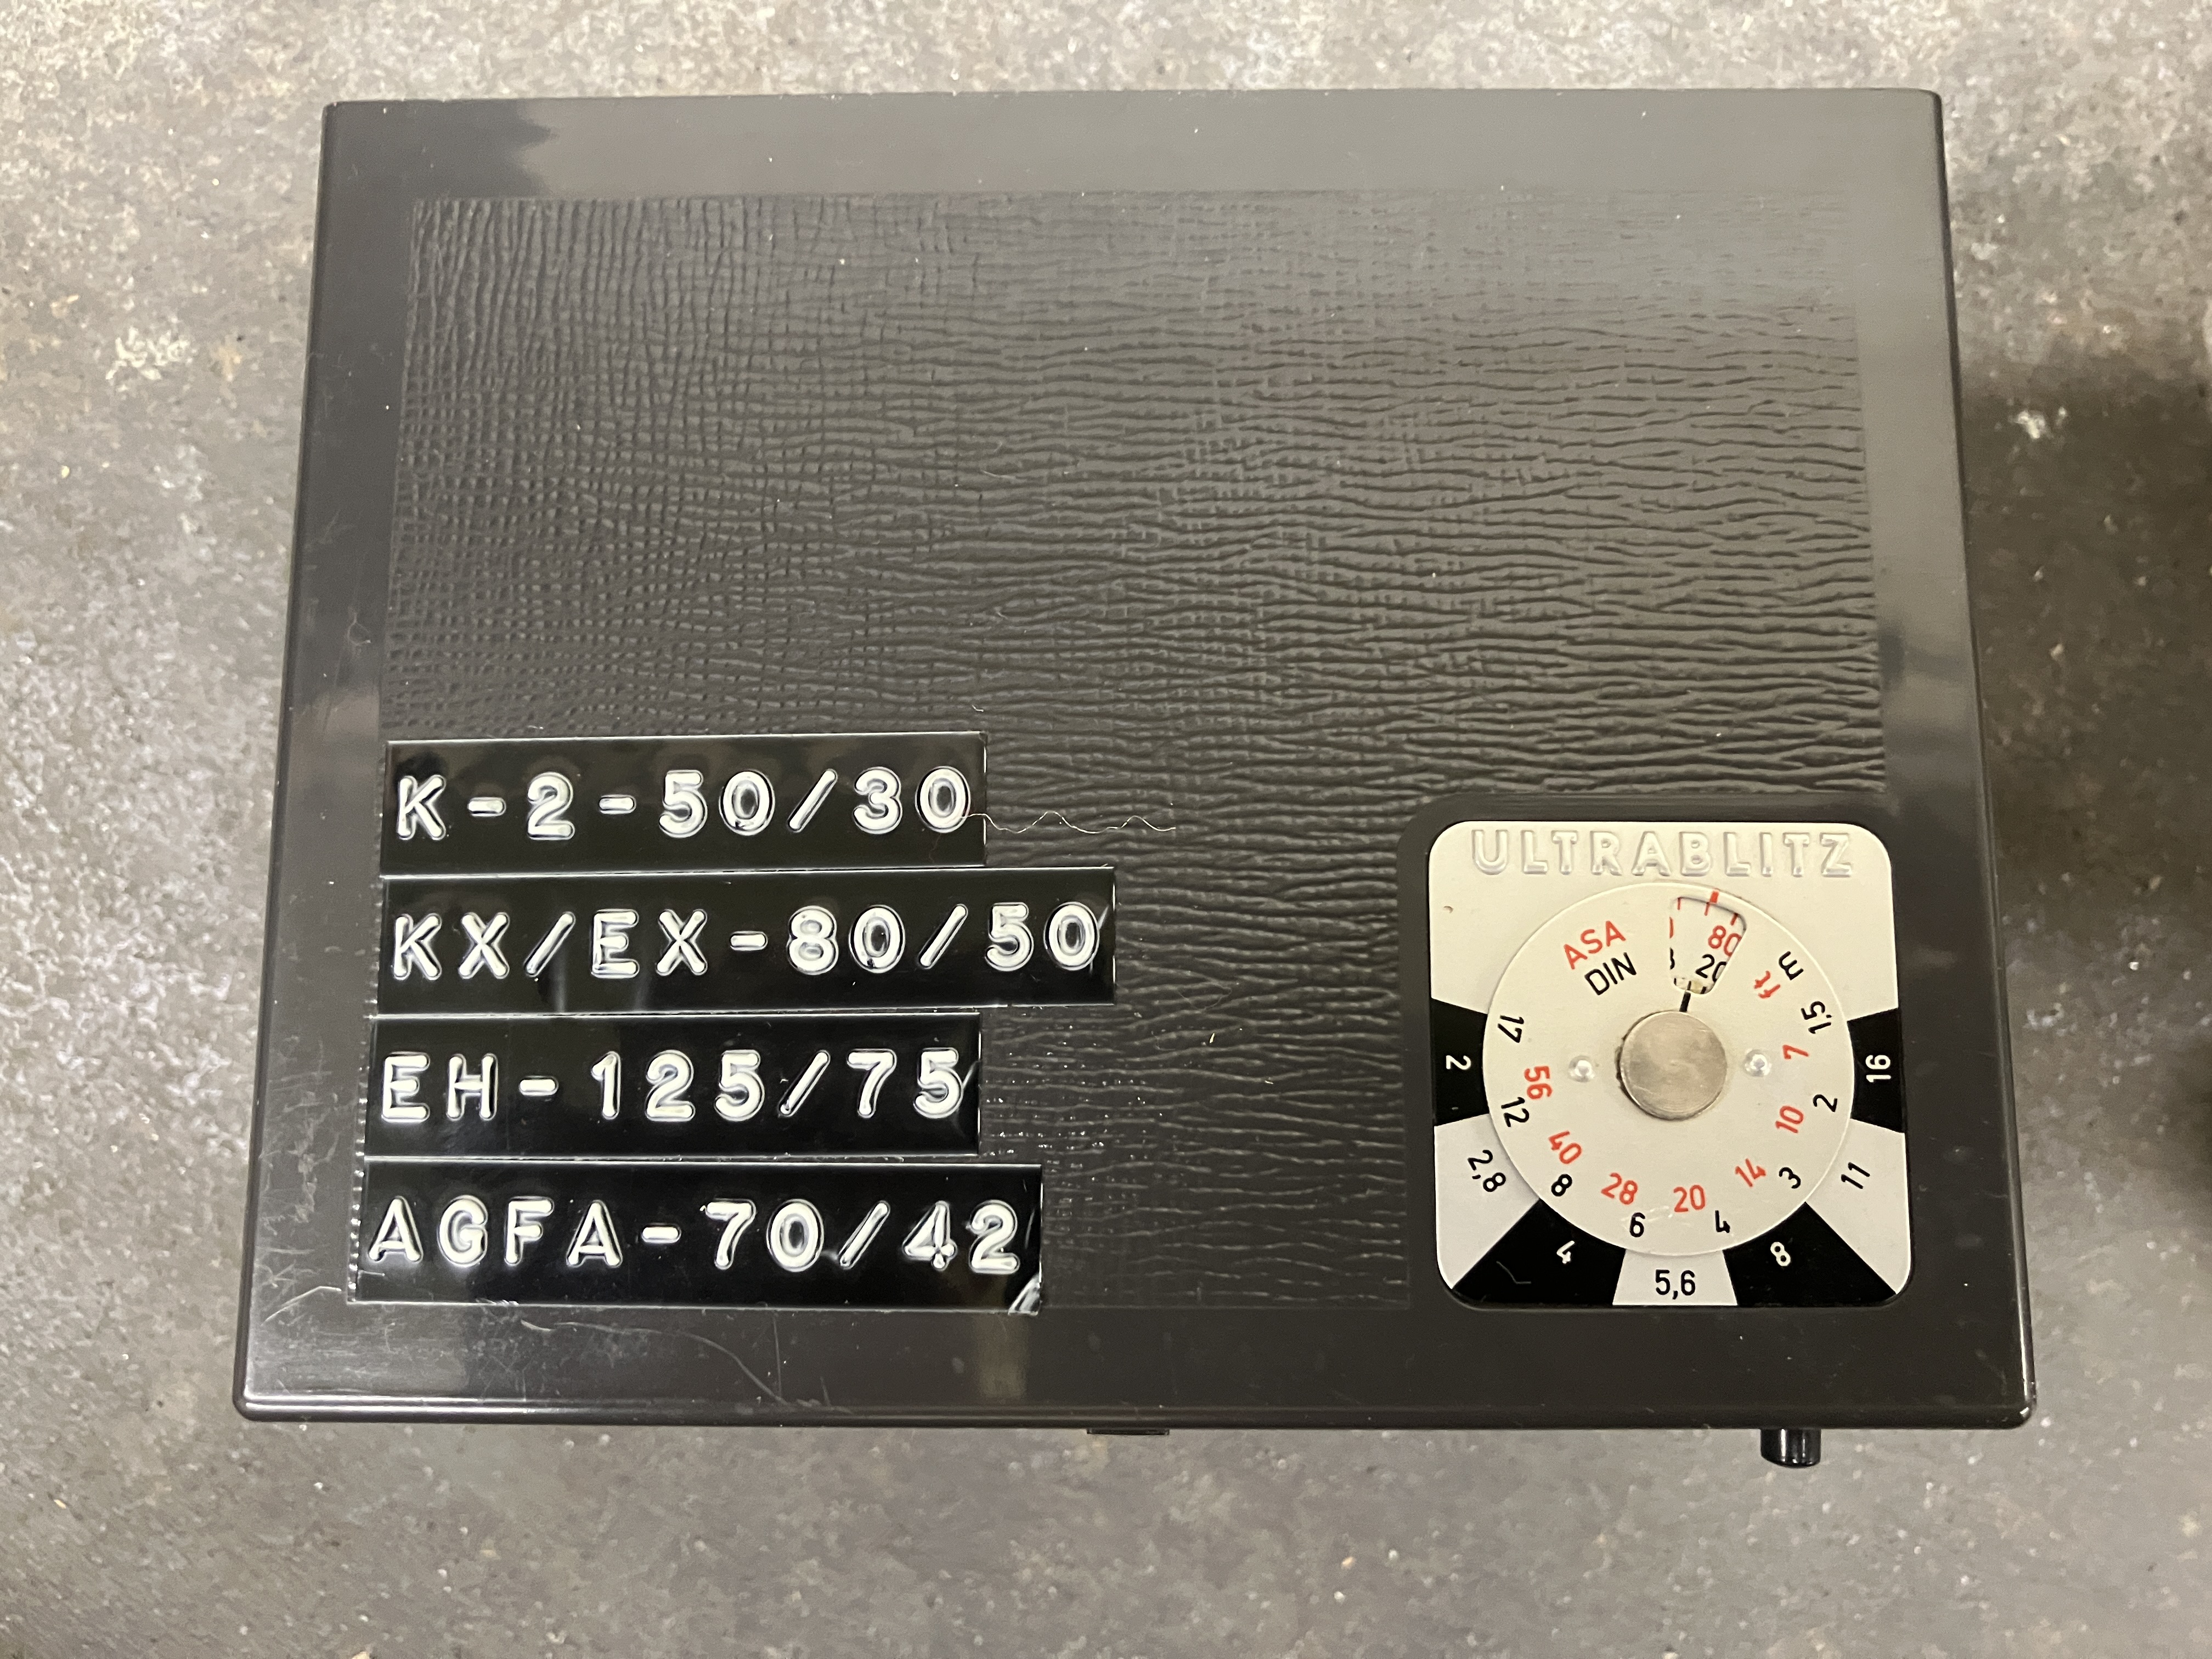 K-2-50/30
KX/EX-80/50
EH-125/75
AGFA-70/42
ULTRABLITZ
ASA
DIN
80
20
ft m
1,5 2 3 4 6 8 12 17
7 10 14 20 28 40 56
16 11 8 5,6 4 2,8 2